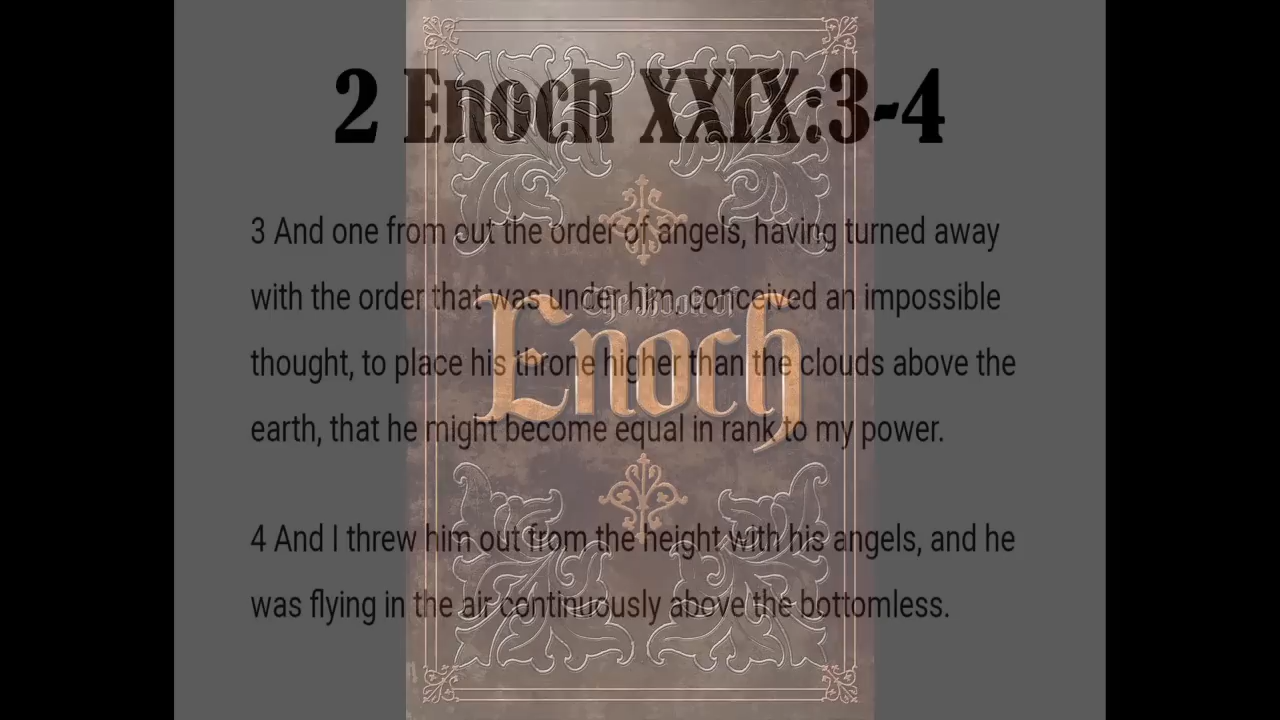 2 Enoch XXIX:3-4
3 And one from out the order of angels, having turned away
with the order that was under him, conceived an impossible
The Book of
Enoch
thought, to place his throne higher than the clouds above the
earth, that he might become equal in rank to my power.
4 And I threw him out from the height with his angels, and he
was flying in the air continuously above the bottomless.